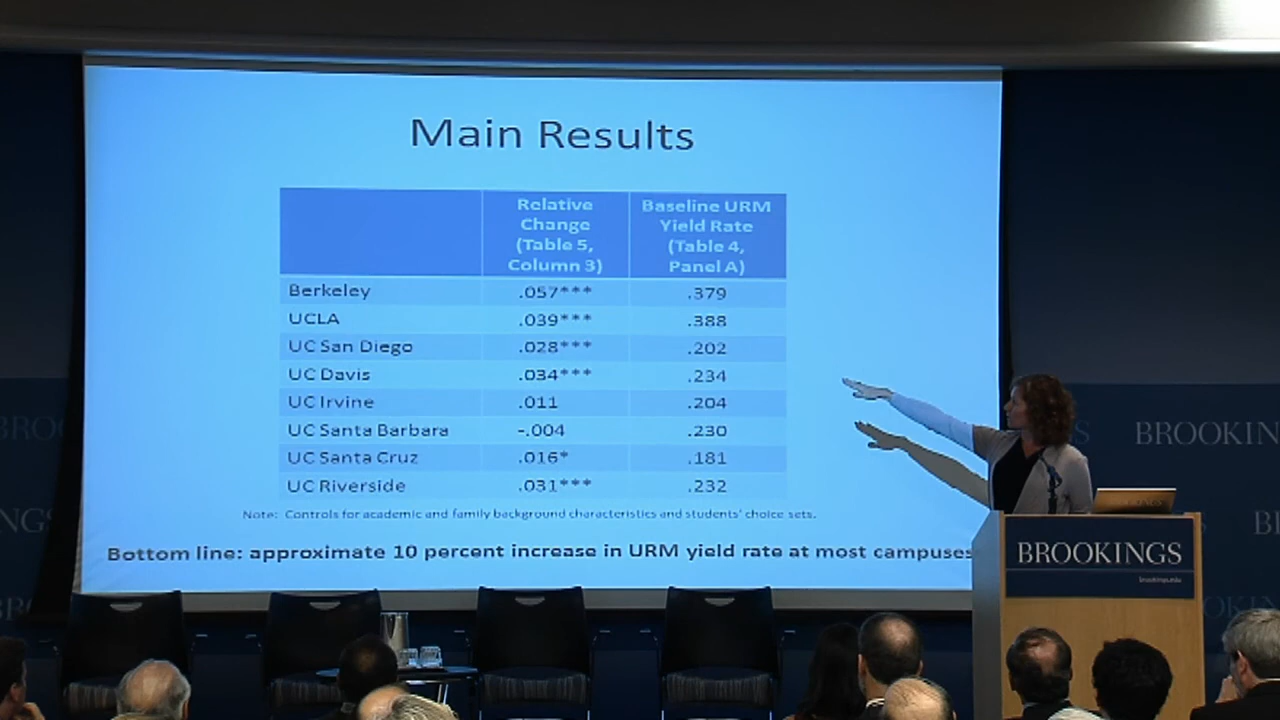 Main Results
Relative Change (Table 5, Column 3) Baseline URM Yield Rate (Table 4, Panel A)
Berkeley .057*** .379
UCLA .039*** .388
UC San Diego .028*** .202
UC Davis .034*** .234
UC Irvine .011 .204
UC Santa Barbara -.004 .230
UC Santa Cruz .016* .181
UC Riverside .031*** .232
Note: Controls for academic and family background characteristics and students' choice sets.
Bottom line: approximate 10 percent increase in URM yield rate at most campuses
BROOKIN
BROOKINGS
brookings.edu